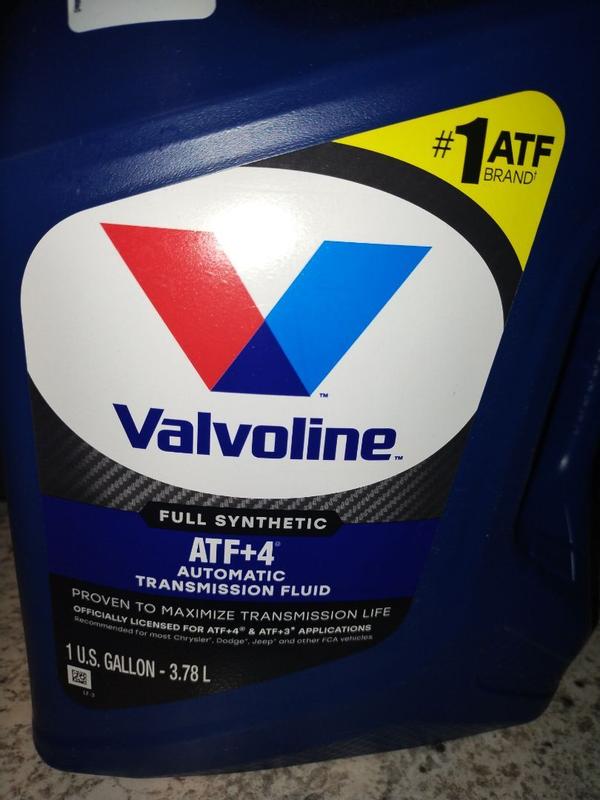 #1 ATF
BRAND†
Valvoline™
FULL SYNTHETIC
ATF+4®
AUTOMATIC
TRANSMISSION FLUID
PROVEN TO MAXIMIZE TRANSMISSION LIFE
OFFICIALLY LICENSED FOR ATF+4® & ATF+3® APPLICATIONS
Recommended for most Chrysler®, Dodge®, Jeep® and other FCA vehicles
1 U.S. GALLON - 3.78 L